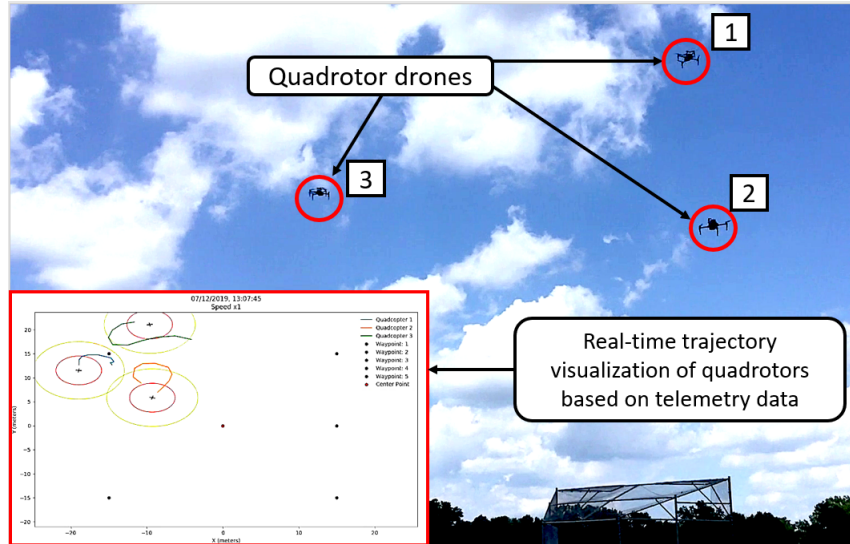 1
Quadrotor drones
3
2
07/12/2019, 13:07:45
Speed x1
Quadcopter 1
Quadcopter 2
Quadcopter 3
Waypoint: 1
Waypoint: 2
Waypoint: 3
Waypoint: 4
Waypoint: 5
Center Point
20
15
10
5
0
−5
−10
−15
−20
Y (meters)
−20
−10
0
10
20
X (meters)
Real-time trajectory
visualization of quadrotors
based on telemetry data